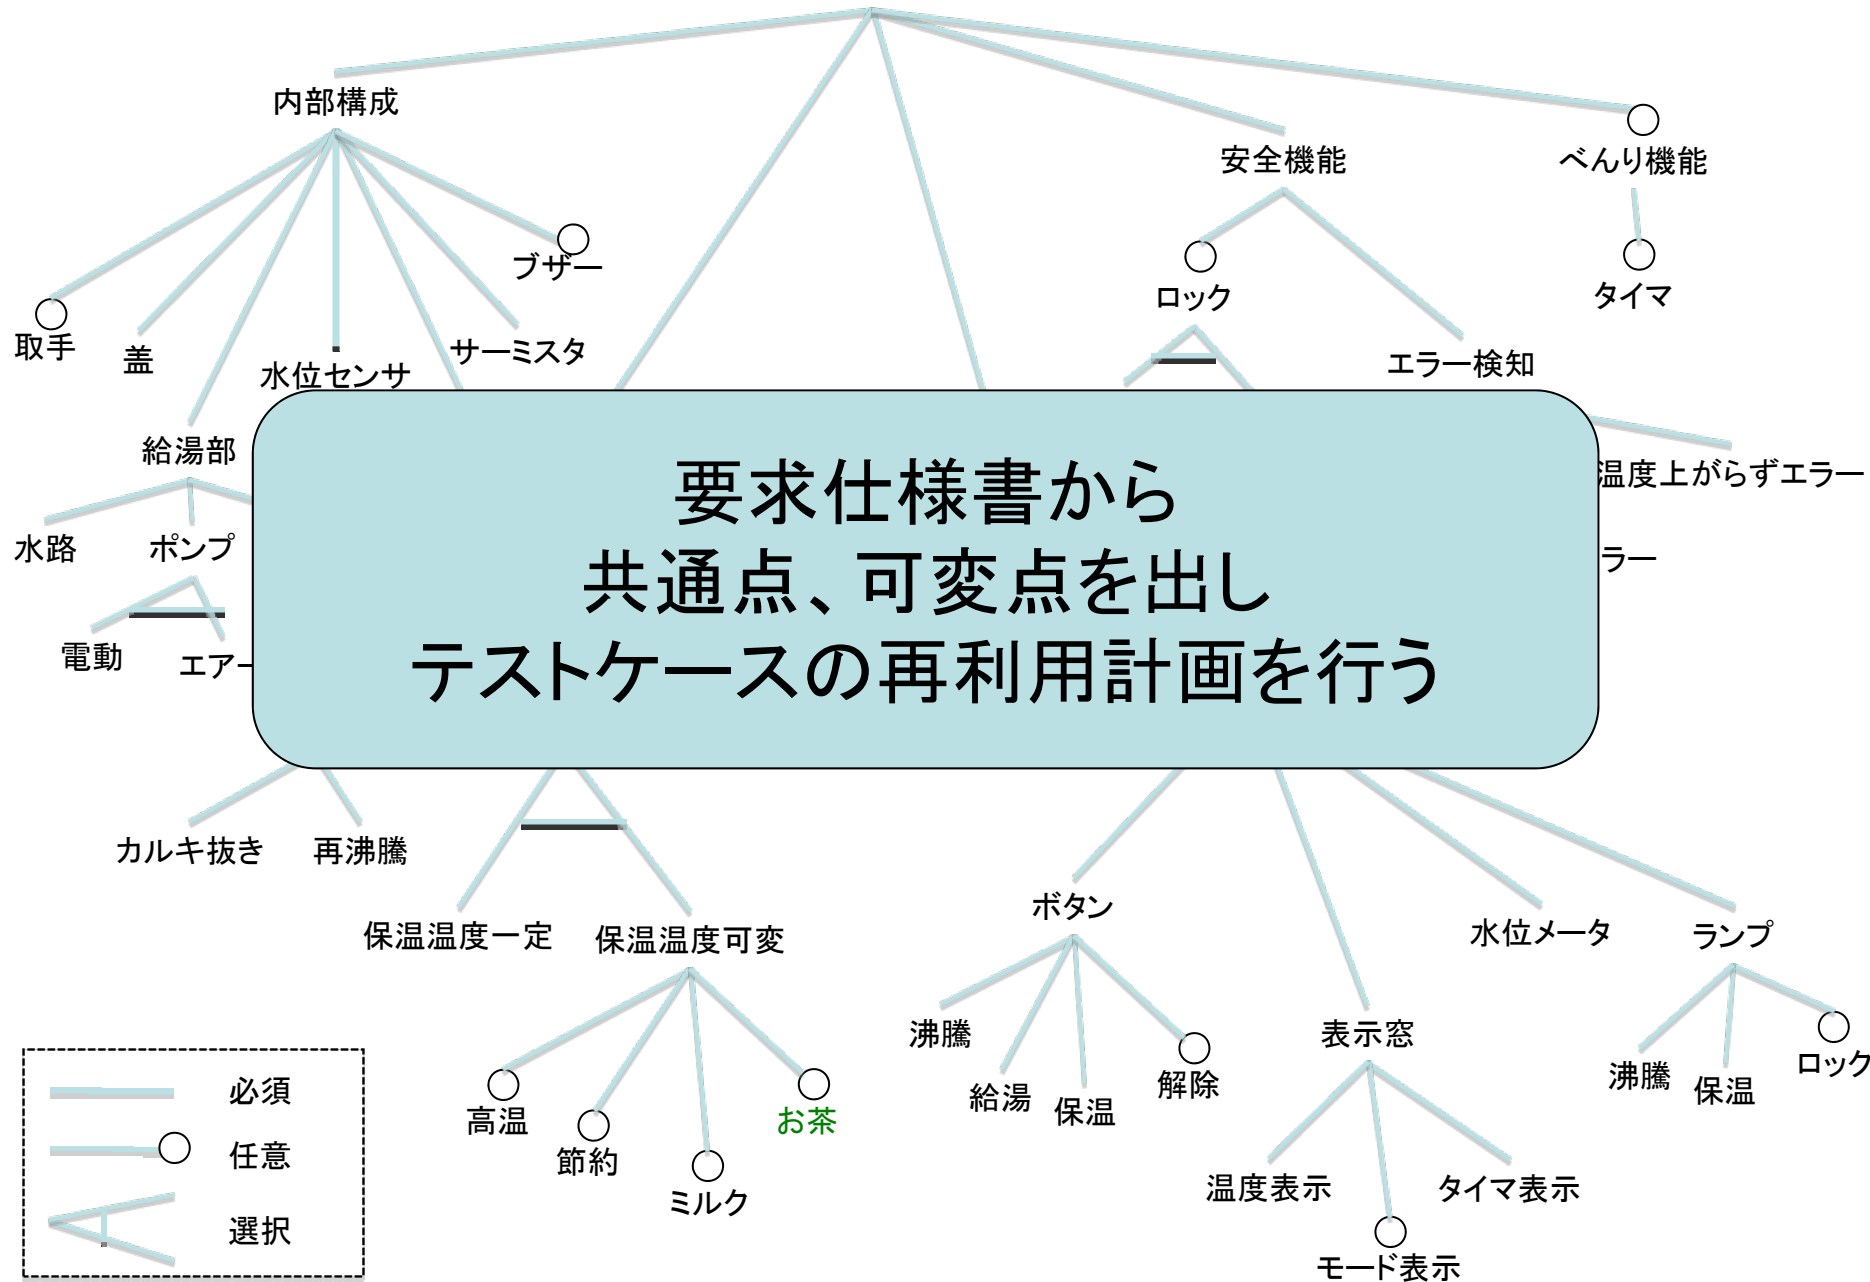 内部構成
安全機能
べんり機能
ブザー
ロック
タイマ
取手
蓋
水位センサ
サーミスタ
エラー検知
給湯部
温度上がらずエラー
要求仕様書から
共通点、可変点を出し
テストケースの再利用計画を行う
水路
ポンプ
ラー
電動
エアー
カルキ抜き
再沸騰
保温温度一定
保温温度可変
ボタン
水位メータ
ランプ
沸騰
給湯
保温
解除
表示窓
沸騰
保温
ロック
高温
節約
ミルク
お茶
温度表示
モード表示
タイマ表示
必須
任意
選択